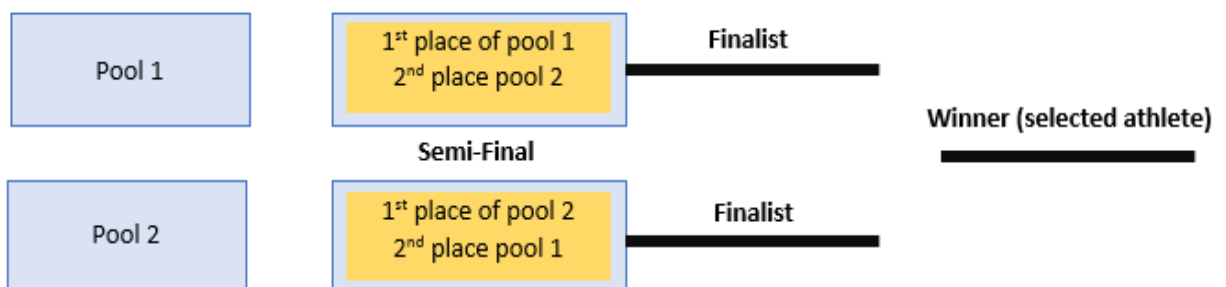 Pool 1
1st place of pool 1
2nd place pool 2
Finalist
Winner (selected athlete)
Semi-Final
Pool 2
1st place of pool 2
2nd place pool 1
Finalist